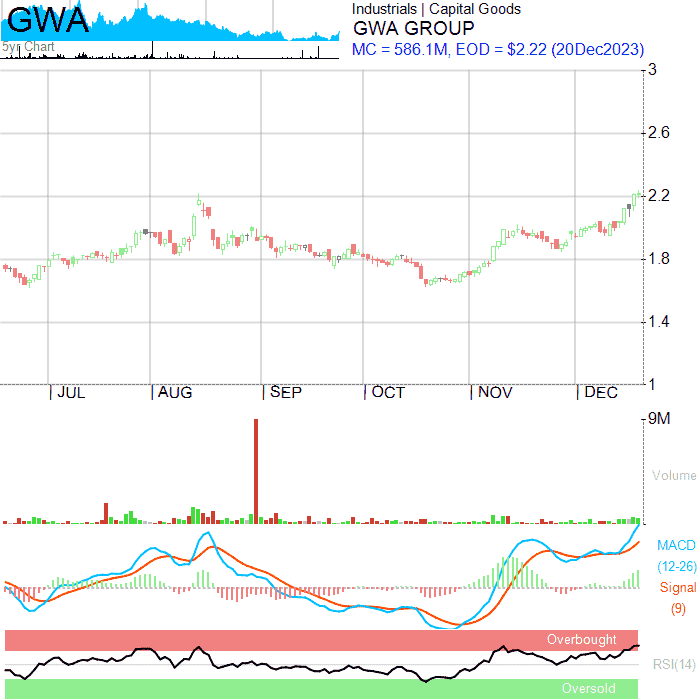 GWA
5yr Chart
Industrials | Capital Goods
GWA GROUP
MC = 586.1M, EOD = $2.22 (20Dec2023)
3
2.6
2.2
1.8
1.4
1
JUL AUG SEP OCT NOV DEC
9M
Volume
MACD
(12-26)
Signal
(9)
Overbought
RSI(14)
Oversold